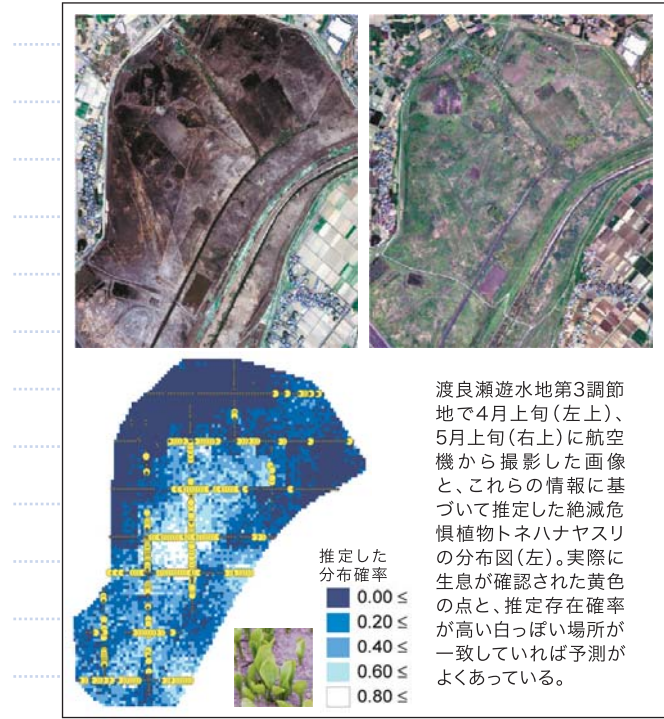 渡良瀬遊水地第3調節
地で4月上旬(左上)、
5月上旬(右上)に航空
機から撮影した画像
と、これらの情報に基
づいて推定した絶滅危
惧植物トネハナヤスリ
の分布図(左)。実際に
生息が確認された黄色
の点と、推定存在確率
が高い白っぽい場所が
一致していれば予測が
よくあっている。
推定した
分布確率
0.00 ≤
0.20 ≤
0.40 ≤
0.60 ≤
0.80 ≤